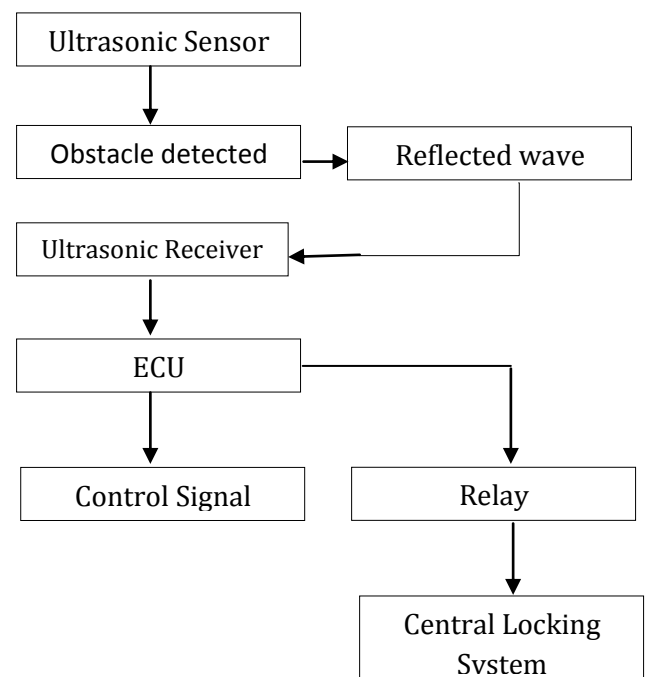 Ultrasonic Sensor
Obstacle detected
Reflected wave
Ultrasonic Receiver
ECU
Control Signal
Relay
Central Locking
System